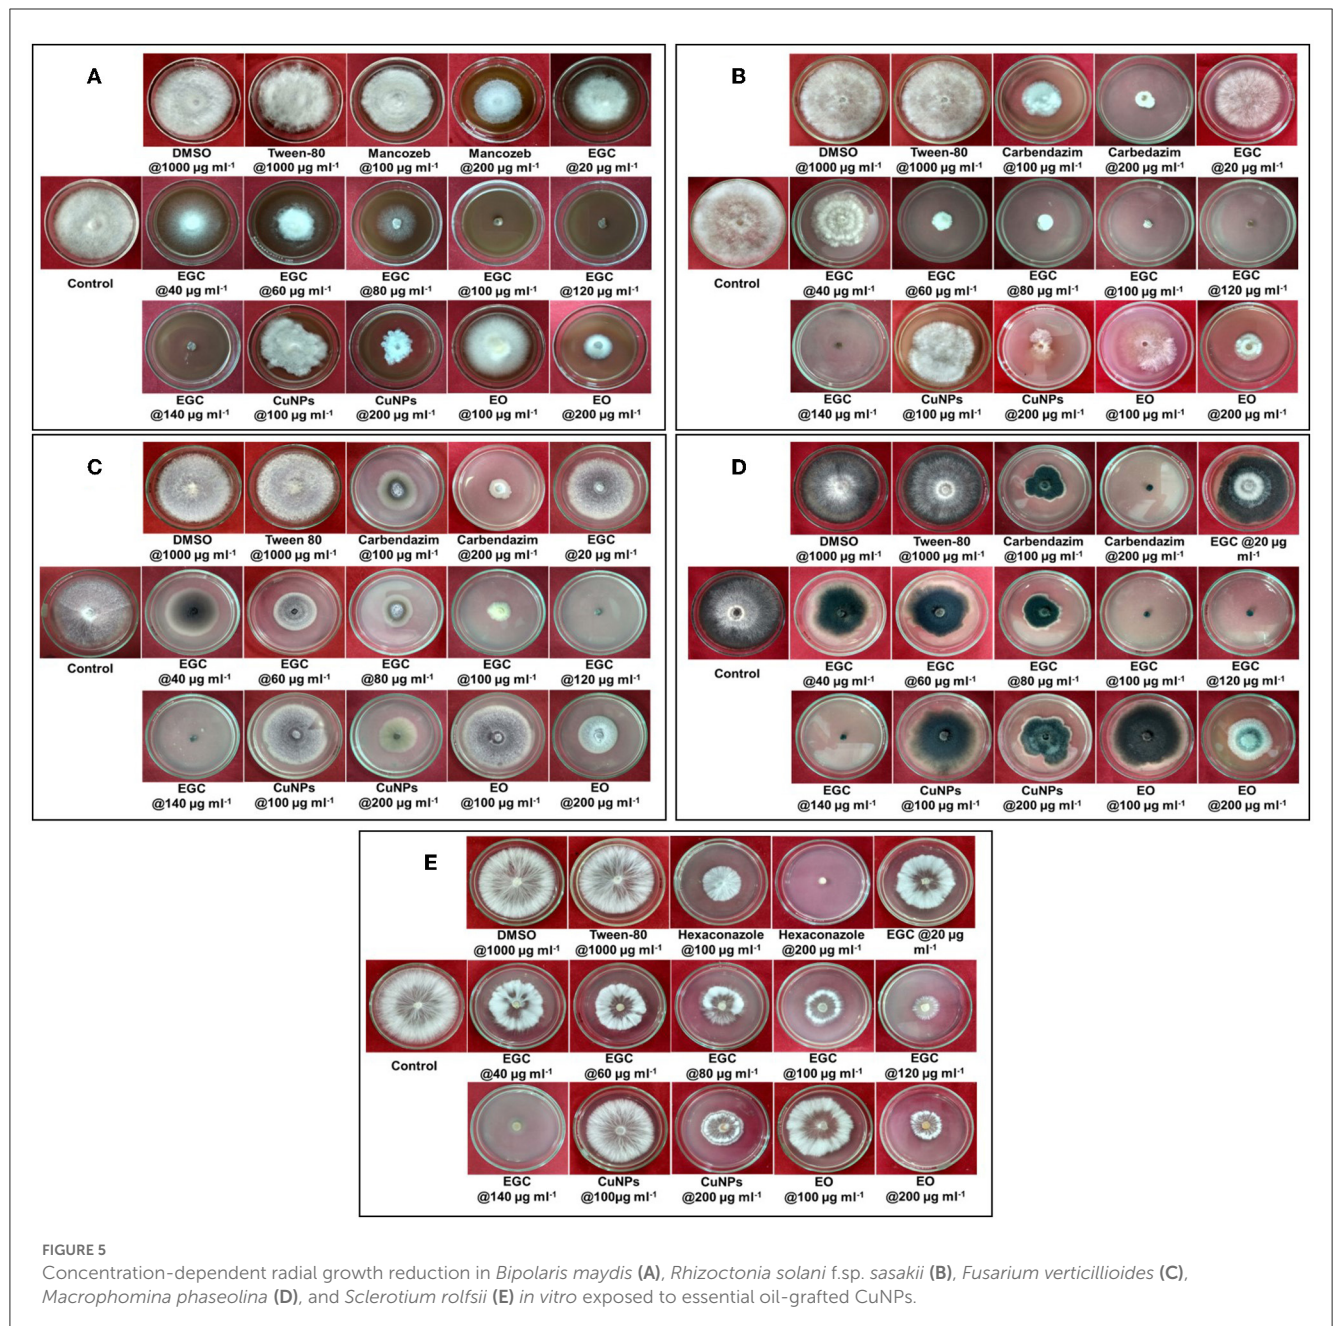 A
DMSO
@1000 µg ml-1
Tween-80
@1000 µg ml-1
Mancozeb
@100 µg ml-1
Mancozeb
@200 µg ml-1
EGC
@20 µg ml-1
Control
EGC
@40 µg ml-1
EGC
@60 µg ml-1
EGC
@80 µg ml-1
EGC
@100 µg ml-1
EGC
@120 µg ml-1
EGC
@140 µg ml-1
CuNPs
@100 µg ml-1
CuNPs
@200 µg ml-1
EO
@100 µg ml-1
EO
@200 µg ml-1
B
DMSO
@1000 µg ml-1
Tween-80
@1000 µg ml-1
Carbendazim
@100 µg ml-1
Carbedazim
@200 µg ml-1
EGC
@20 µg ml-1
Control
EGC
@40 µg ml-1
EGC
@60 µg ml-1
EGC
@80 µg ml-1
EGC
@100 µg ml-1
EGC
@120 µg ml-1
EGC
@140 µg ml-1
CuNPs
@100 µg ml-1
CuNPs
@200 µg ml-1
EO
@100 µg ml-1
EO
@200 µg ml-1
C
DMSO
@1000 µg ml-1
Tween 80
@1000 µg ml-1
Carbendazim
@100 µg ml-1
Carbendazim
@200 µg ml-1
EGC
@20 µg ml-1
Control
EGC
@40 µg ml-1
EGC
@60 µg ml-1
EGC
@80 µg ml-1
EGC
@100 µg ml-1
EGC
@120 µg ml-1
EGC
@140 µg ml-1
CuNPs
@100 µg ml-1
CuNPs
@200 µg ml-1
EO
@100 µg ml-1
EO
@200 µg ml-1
D
DMSO
@1000 µg ml-1
Tween-80
@1000 µg ml-1
Carbendazim
@100 µg ml-1
Carbendazim
@200 µg ml-1
EGC @20 µg
ml-1
Control
EGC
@40 µg ml-1
EGC
@60 µg ml-1
EGC
@80 µg ml-1
EGC
@100 µg ml-1
EGC
@120 µg ml-1
EGC
@140 µg ml-1
CuNPs
@100 µg ml-1
CuNPs
@200 µg ml-1
EO
@100 µg ml-1
EO
@200 µg ml-1
E
DMSO
@1000 µg ml-1
Tween-80
@1000 µg ml-1
Hexaconazole
@100 µg ml-1
Hexaconazole
@200 µg ml-1
EGC @20 µg
ml-1
Control
EGC
@40 µg ml-1
EGC
@60 µg ml-1
EGC
@80 µg ml-1
EGC
@100 µg ml-1
EGC
@120 µg ml-1
EGC
@140 µg ml-1
CuNPs
@100µg ml-1
CuNPs
@200 µg ml-1
EO
@100 µg ml-1
EO
@200 µg ml-1
FIGURE 5
Concentration-dependent radial growth reduction in Bipolaris maydis (A), Rhizoctonia solani f.sp. sasakii (B), Fusarium verticillioides (C),
Macrophomina phaseolina (D), and Sclerotium rolfsii (E) in vitro exposed to essential oil-grafted CuNPs.